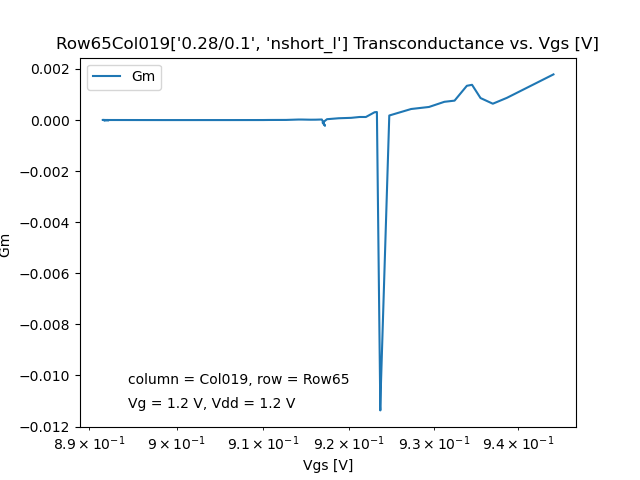 Row65Col019['0.28/0.1', 'nshort_l'] Transconductance vs. Vgs [V]
Gm
0.002
0.000
−0.002
−0.004
−0.006
−0.008
−0.010
−0.012
Gm
column = Col019, row = Row65
Vg = 1.2 V, Vdd = 1.2 V
8.9 × 10⁻¹ 9 × 10⁻¹ 9.1 × 10⁻¹ 9.2 × 10⁻¹ 9.3 × 10⁻¹ 9.4 × 10⁻¹
Vgs [V]